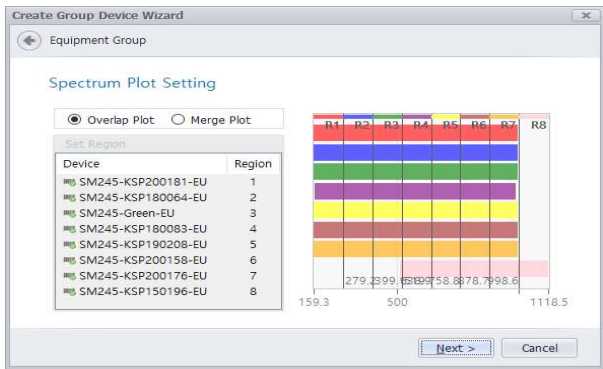 Create Group Device Wizard
Equipment Group
Spectrum Plot Setting
Overlap Plot Merge Plot
Set Region
Device Region
SM245-KSP200181-EU 1
SM245-KSP180064-EU 2
SM245-Green-EU 3
SM245-KSP180083-EU 4
SM245-KSP190208-EU 5
SM245-KSP200158-EU 6
SM245-KSP200176-EU 7
SM245-KSP150196-EU 8
R1 R2 R3 R4 R5 R6 R7 R8
159.3 500 1118.5
Next > Cancel